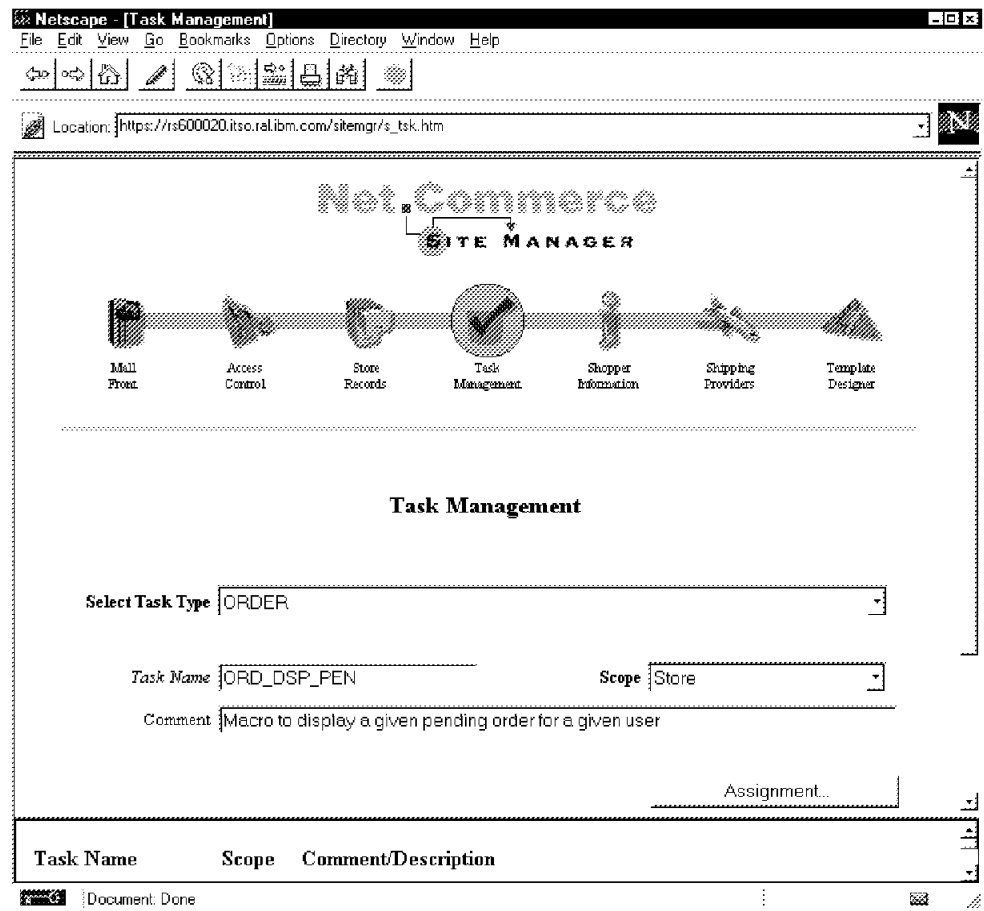 Netscape - [Task Management]
File Edit View Go Bookmarks Options Directory Window Help
Location: https://rs600020.itso.ral.ibm.com/sitemgr/s_tsk.htm
N
Net.Commerce
SITE MANAGER
Mall Front
Access Control
Store Records
Task Management
Shopper Information
Shipping Providers
Template Designer
Task Management
Select Task Type ORDER
Task Name ORD_DSP_PEN Scope Store
Comment Macro to display a given pending order for a given user
Assignment...
Task Name Scope Comment/Description
Document: Done